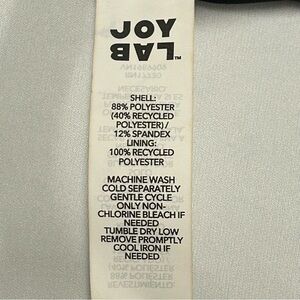 JOY
LAB™
SHELL:
88% POLYESTER
(40% RECYCLED
POLYESTER) /
12% SPANDEX
LINING:
100% RECYCLED
POLYESTER
MACHINE WASH
COLD SEPARATELY
GENTLE CYCLE
ONLY NON-
CHLORINE BLEACH IF
NEEDED
TUMBLE DRY LOW
REMOVE PROMPTLY
COOL IRON IF
NEEDED